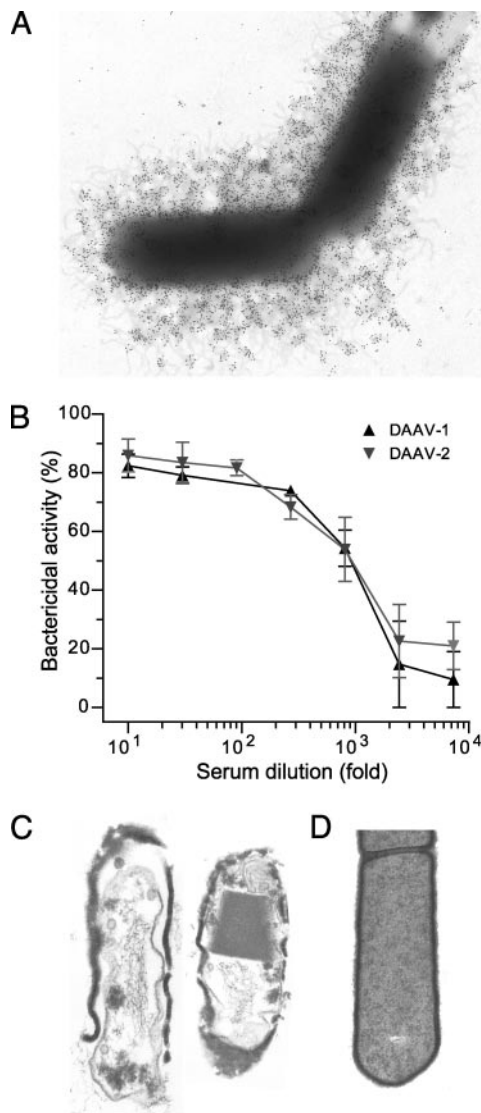 A
B
100
80
60
40
20
0
Bactericidal activity (%)
DAAV-1
DAAV-2
10¹ 10² 10³ 10⁴
Serum dilution (fold)
C D